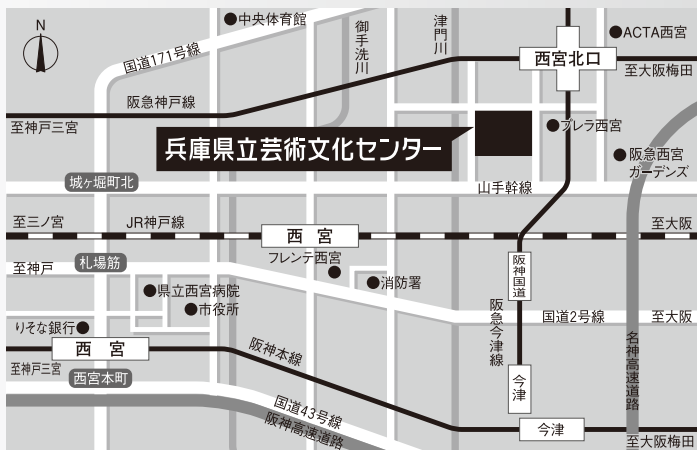 N
中央体育館
御手洗川
津門川
ACTA西宮
国道171号線
西宮北口
至大阪梅田
阪急神戸線
至神戸三宮
プレラ西宮
兵庫県立芸術文化センター
阪急西宮
ガーデンズ
城ヶ堀町北
山手幹線
至三ノ宮
JR神戸線
西宮
至大阪
至神戸
札場筋
フレンテ西宮
阪神国道
県立西宮病院
消防署
市役所
阪急今津線
国道2号線
至大阪
りそな銀行
西宮
阪神本線
名神高速道路
至神戸三宮
西宮本町
今津
国道43号線
阪神高速道路
今津
至大阪梅田